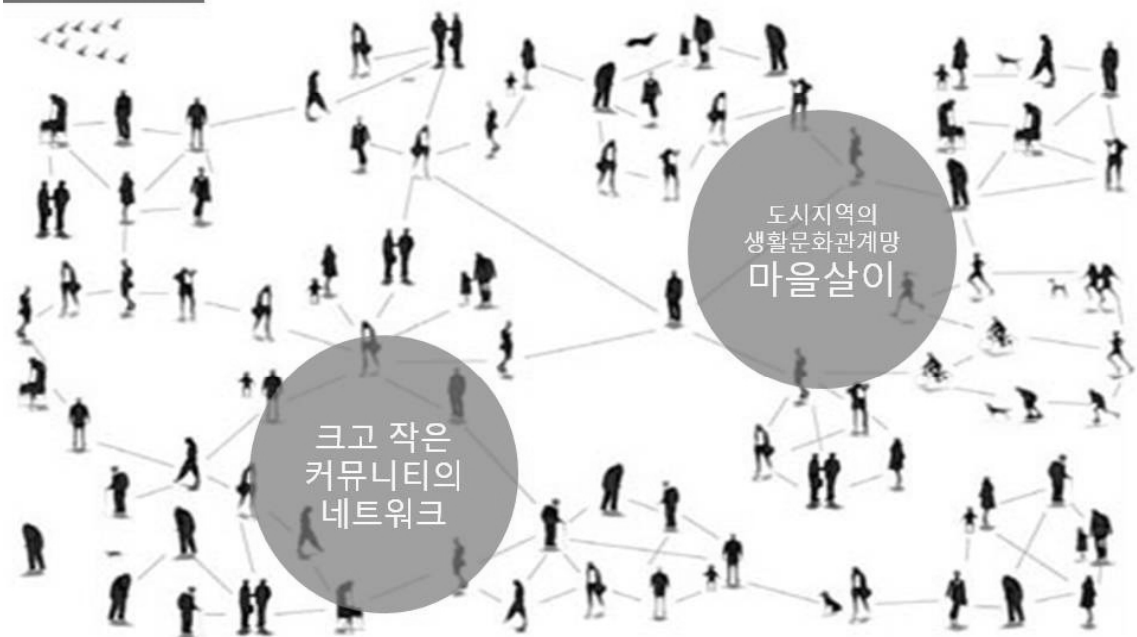 도시지역의
생활문화관계망
마을살이
크고 작은
커뮤니티의
네트워크